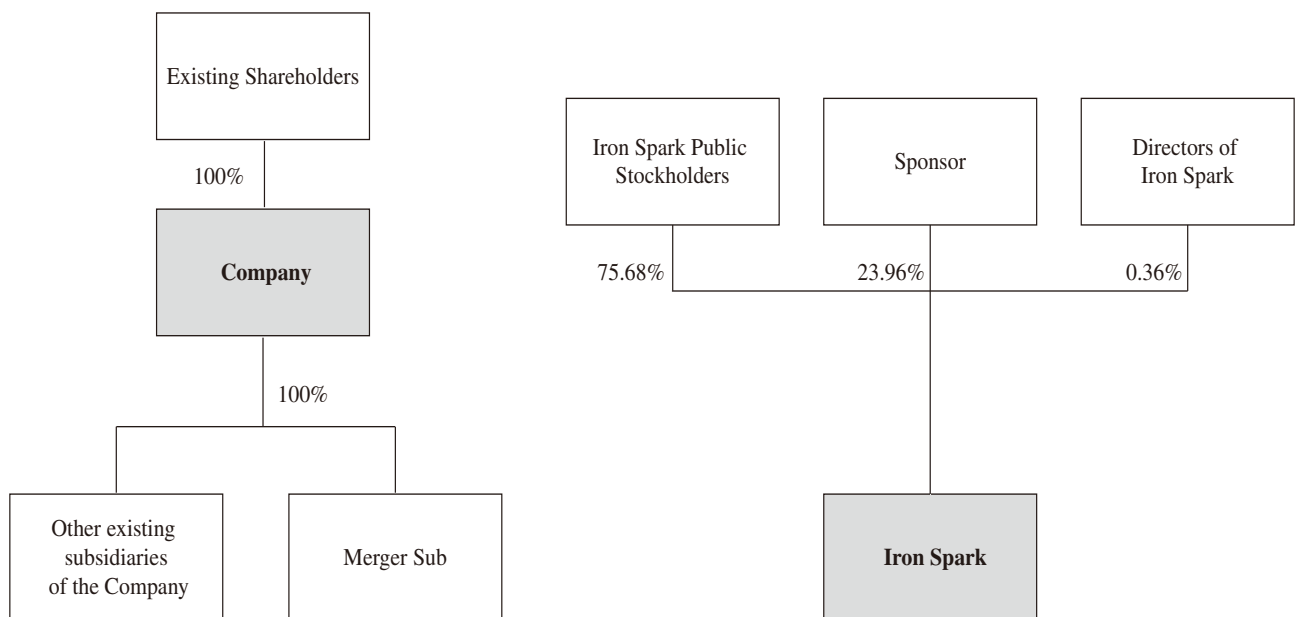 Existing Shareholders
100%
Company
100%
Other existing
subsidiaries
of the Company
Merger Sub
Iron Spark Public
Stockholders
Sponsor
Directors of
Iron Spark
75.68%
23.96%
0.36%
Iron Spark